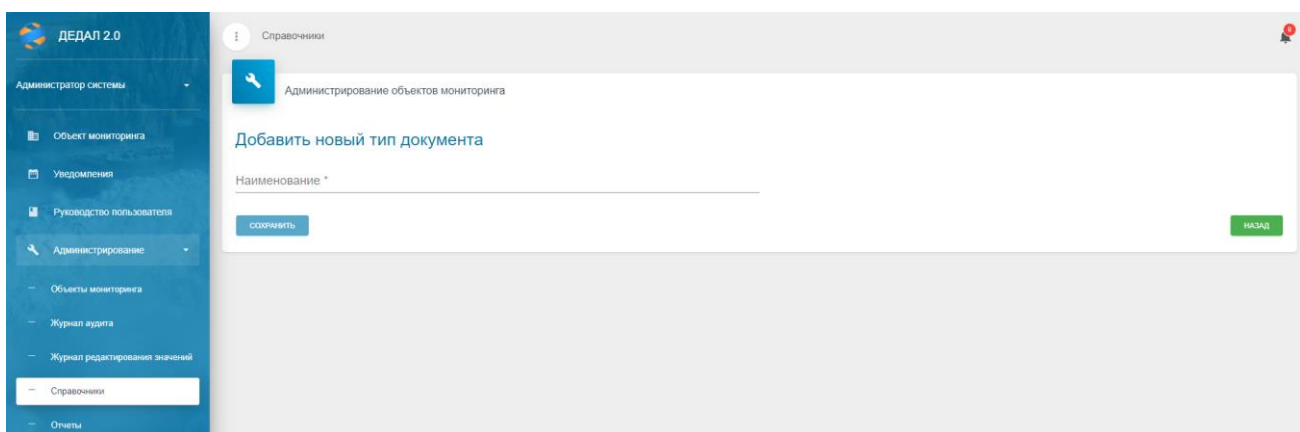 ДЕДАЛ 2.0
Справочники
Администратор системы
Администрирование объектов мониторинга
Объект мониторинга
Добавить новый тип документа
Уведомления
Наименование *
Руководство пользователя
СОХРАНИТЬ
НАЗАД
Администрирование
Объекты мониторинга
Журнал аудита
Журнал редактирования значений
Справочники
Отчеты